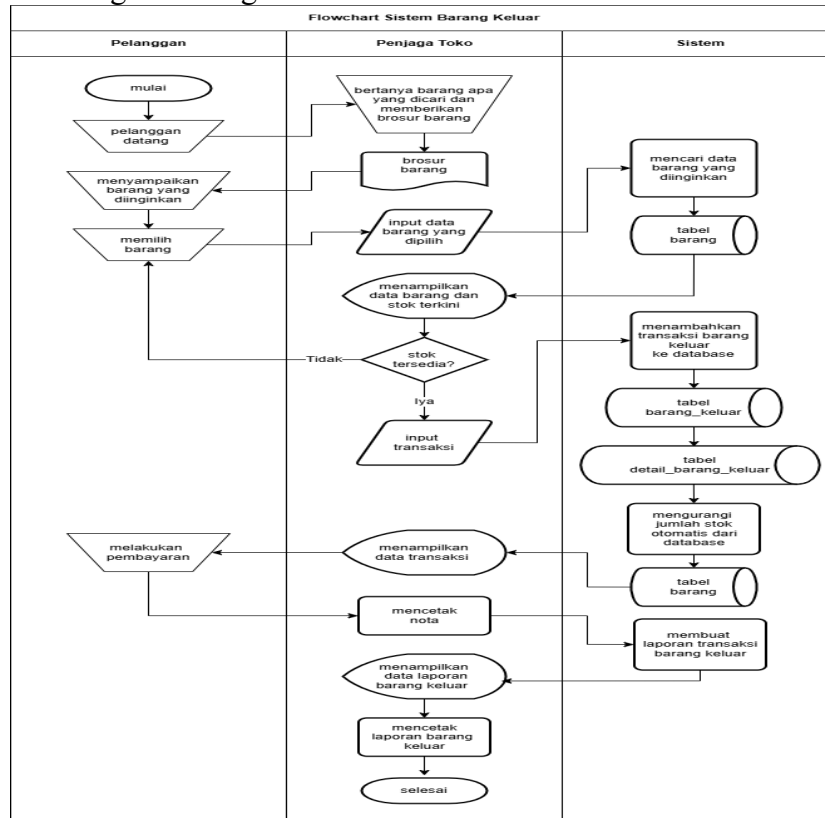 Flowchart Sistem Barang Keluar
Pelanggan
Penjaga Toko
Sistem
mulai
pelanggan
datang
bertanya barang apa
yang dicari dan
memberikan
brosur barang
brosur
barang
menyampaikan
barang yang
diinginkan
memilih
barang
input data
barang yang
dipilih
mencari data
barang yang
diinginkan
tabel
barang
menampilkan
data barang dan
stok terkini
stok
tersedia?
Tidak
Iya
input
transaksi
menambahkan
transaksi barang
keluar
ke database
tabel
barang_keluar
tabel
detail_barang_keluar
mengurangi
jumlah stok
otomatis dari
database
tabel
barang
menampilkan
data transaksi
melakukan
pembayaran
mencetak
nota
membuat
laporan transaksi
barang keluar
menampilkan
data laporan
barang keluar
mencetak
laporan barang
keluar
selesai